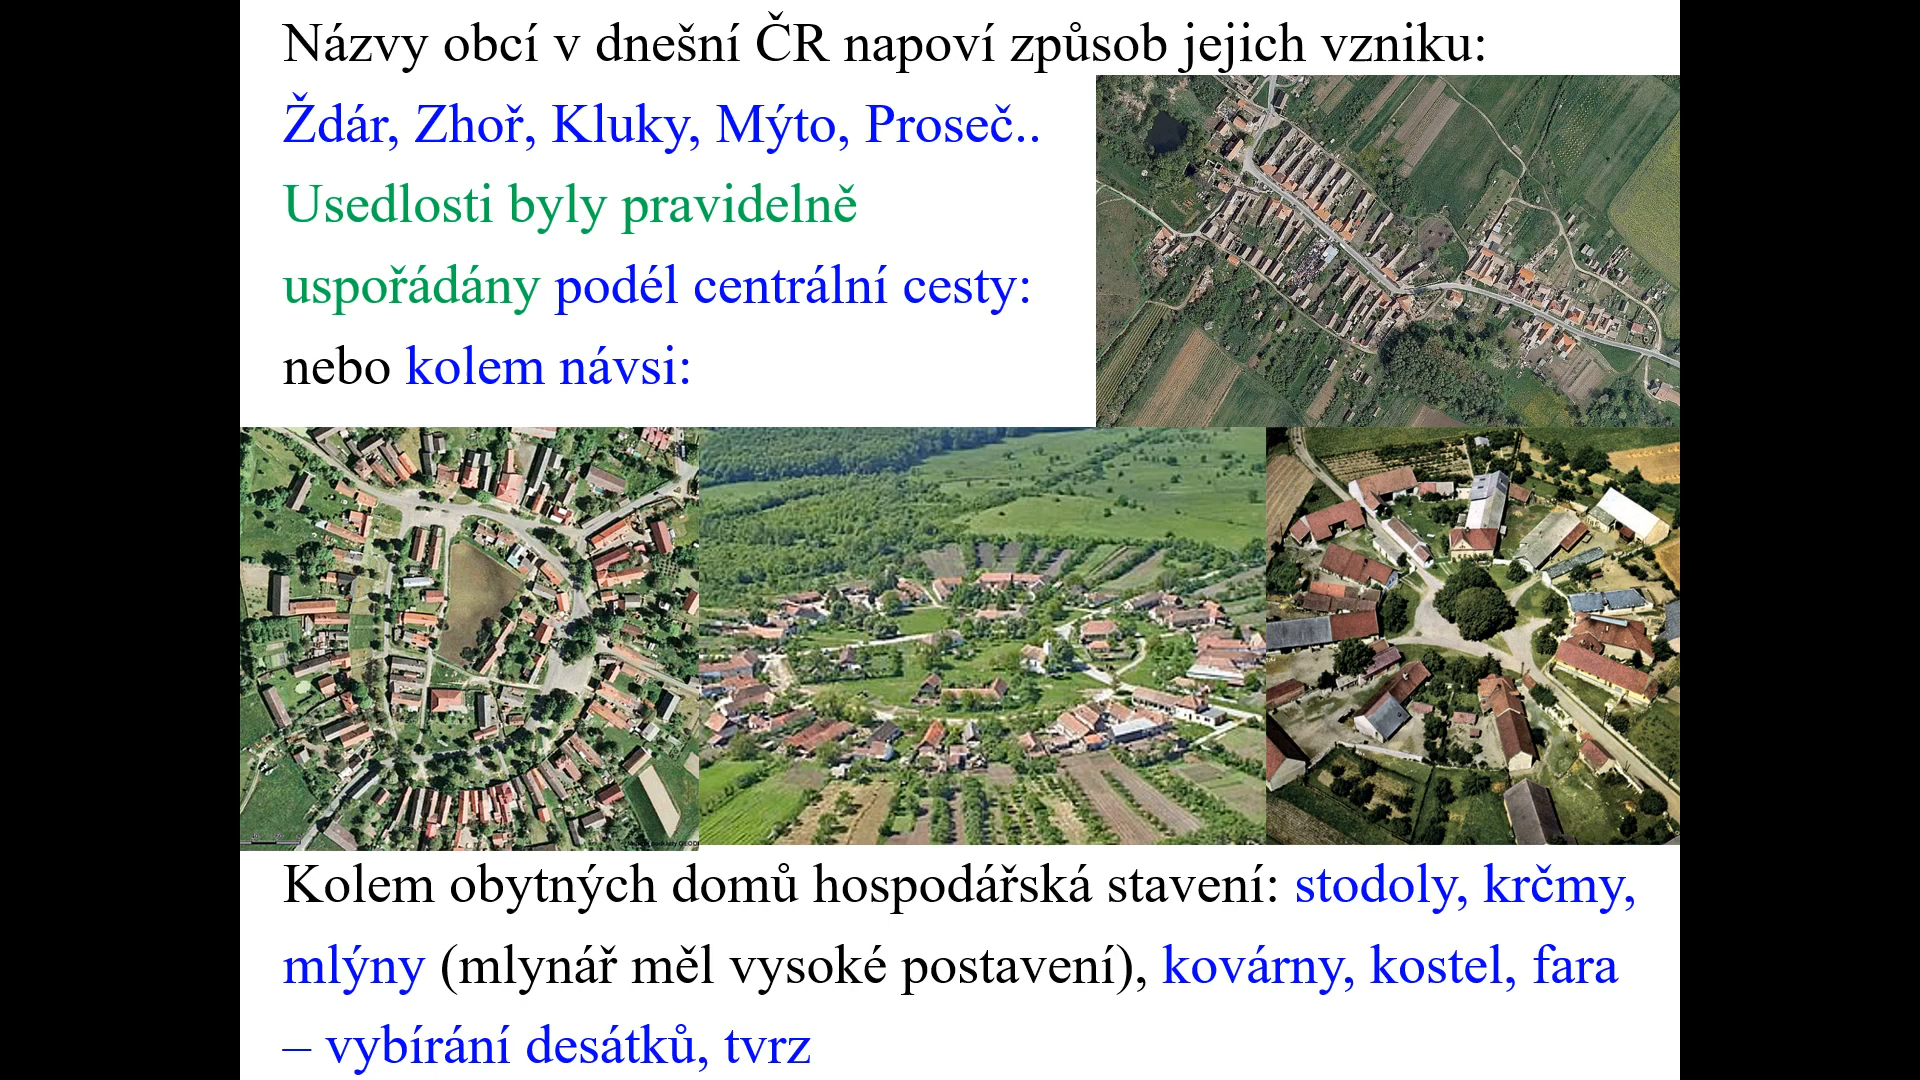 Názvy obcí v dnešní ČR napoví způsob jejich vzniku:
Ždár, Zhoř, Kluky, Mýto, Proseč..
Usedlosti byly pravidelně
uspořádány podél centrální cesty:
nebo kolem návsi:
Kolem obytných domů hospodářská stavení: stodoly, krčmy,
mlýny (mlynář měl vysoké postavení), kovárny, kostel, fara
– vybírání desátků, tvrz